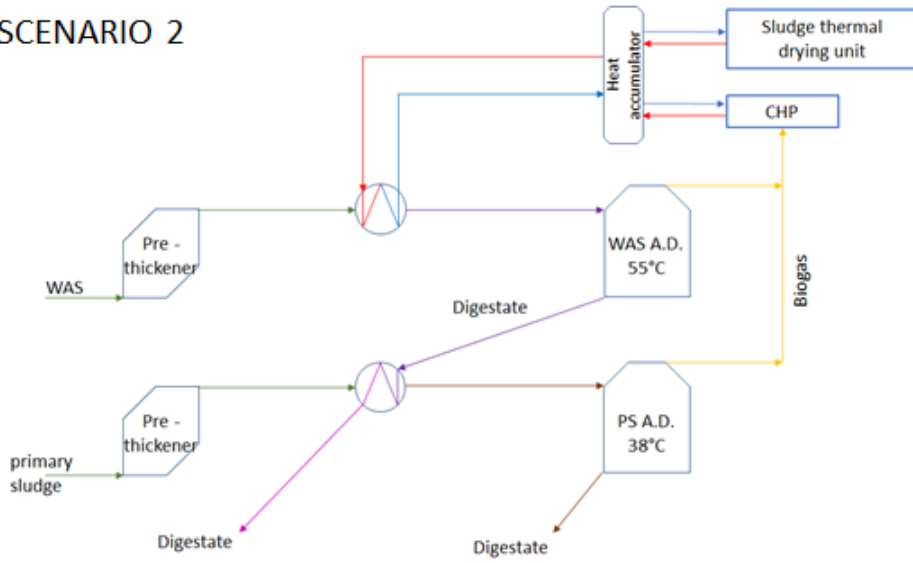 SCENARIO 2
Heat
accumulator
Sludge thermal
drying unit
CHP
Pre -
thickener
WAS
WAS A.D.
55°C
Biogas
Digestate
Pre -
thickener
primary
sludge
PS A.D.
38°C
Digestate
Digestate